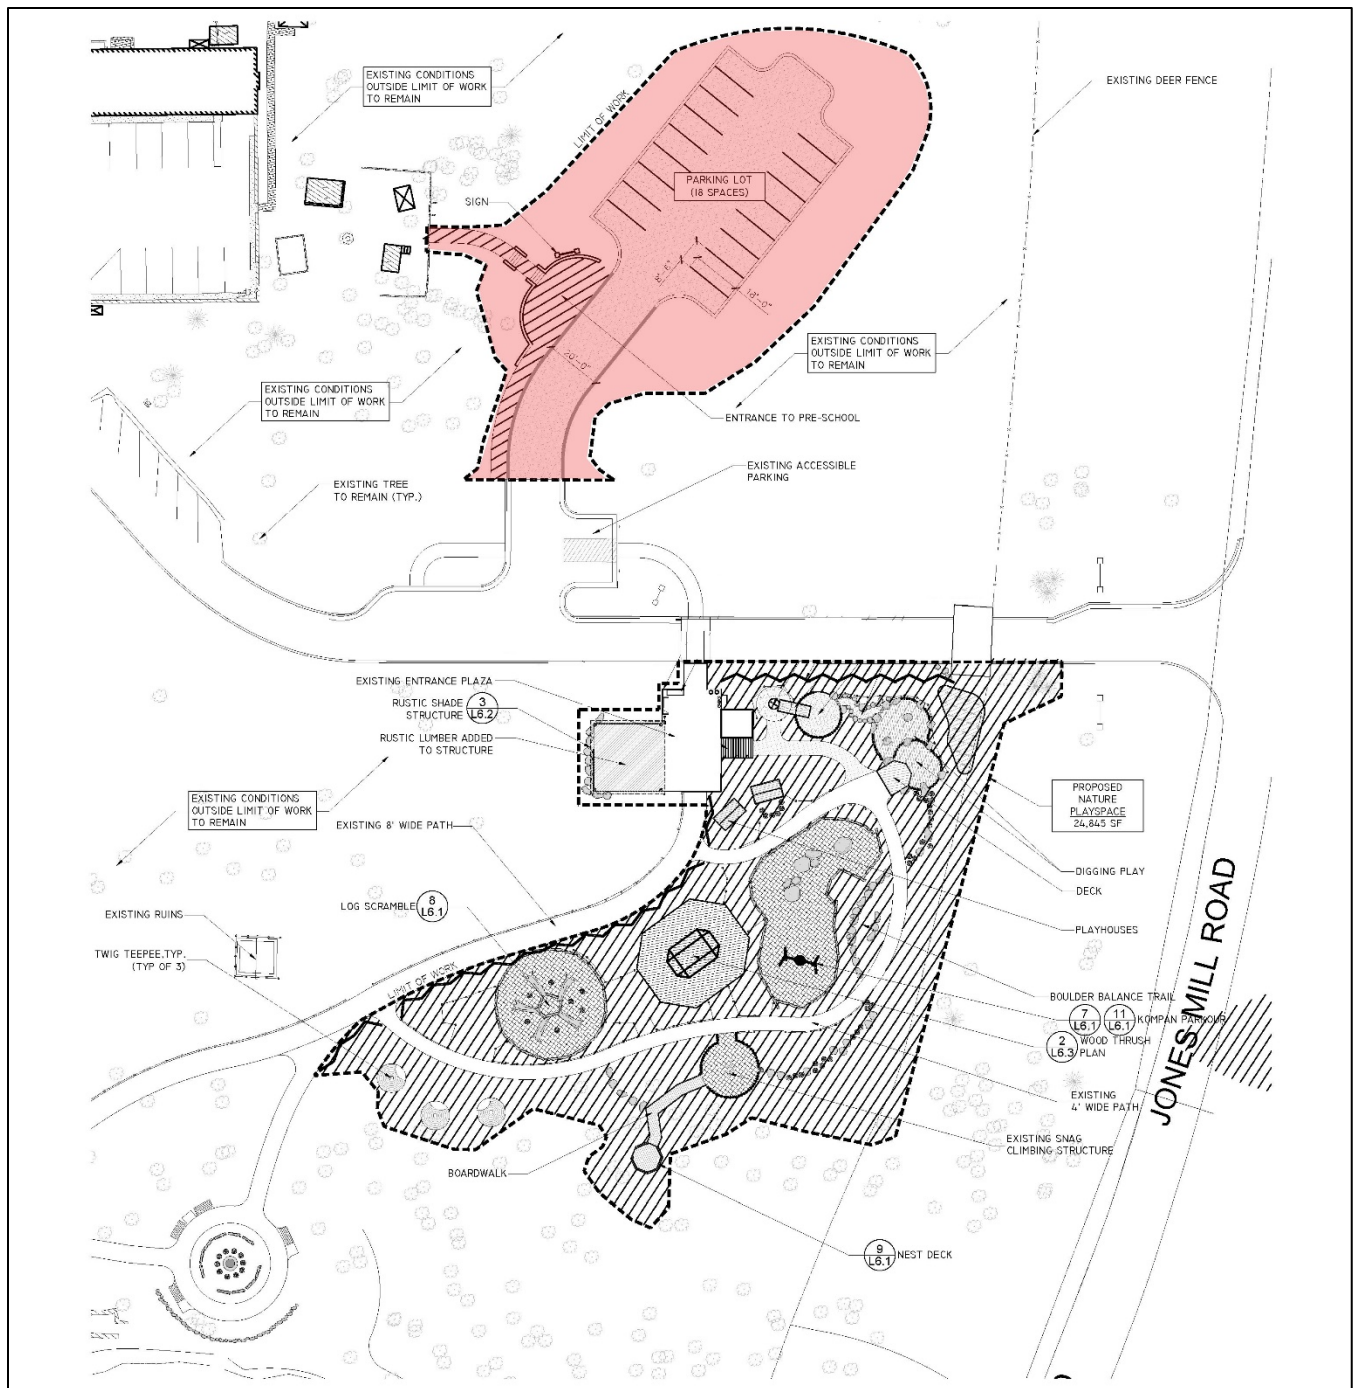 EXISTING CONDITIONS
OUTSIDE LIMIT OF WORK
TO REMAIN
LIMIT OF WORK
EXISTING DEER FENCE
PARKING LOT
(18 SPACES)
SIGN
8'-6"
18'-0"
20'-0"
EXISTING CONDITIONS
OUTSIDE LIMIT OF WORK
TO REMAIN
EXISTING CONDITIONS
OUTSIDE LIMIT OF WORK
TO REMAIN
ENTRANCE TO PRE-SCHOOL
EXISTING ACCESSIBLE
PARKING
EXISTING TREE
TO REMAIN (TYP.)
EXISTING ENTRANCE PLAZA
RUSTIC SHADE
STRUCTURE
3
L6.2
RUSTIC LUMBER ADDED
TO STRUCTURE
PROPOSED
NATURE
PLAYSPACE
24,845 SF
EXISTING CONDITIONS
OUTSIDE LIMIT OF WORK
TO REMAIN
EXISTING 8' WIDE PATH
DIGGING PLAY
DECK
LOG SCRAMBLE
8
L6.1
EXISTING RUINS
PLAYHOUSES
TWIG TEEPEE.TYP.
(TYP OF 3)
LIMIT OF WORK
BOULDER BALANCE TRAIL
7
L6.1
11
L6.1
KOMPAN PARKOUR
2
L6.3
WOOD THRUSH
PLAN
EXISTING
4' WIDE PATH
EXISTING SNAG
CLIMBING STRUCTURE
BOARDWALK
9
L6.1
NEST DECK
JONES MILL ROAD